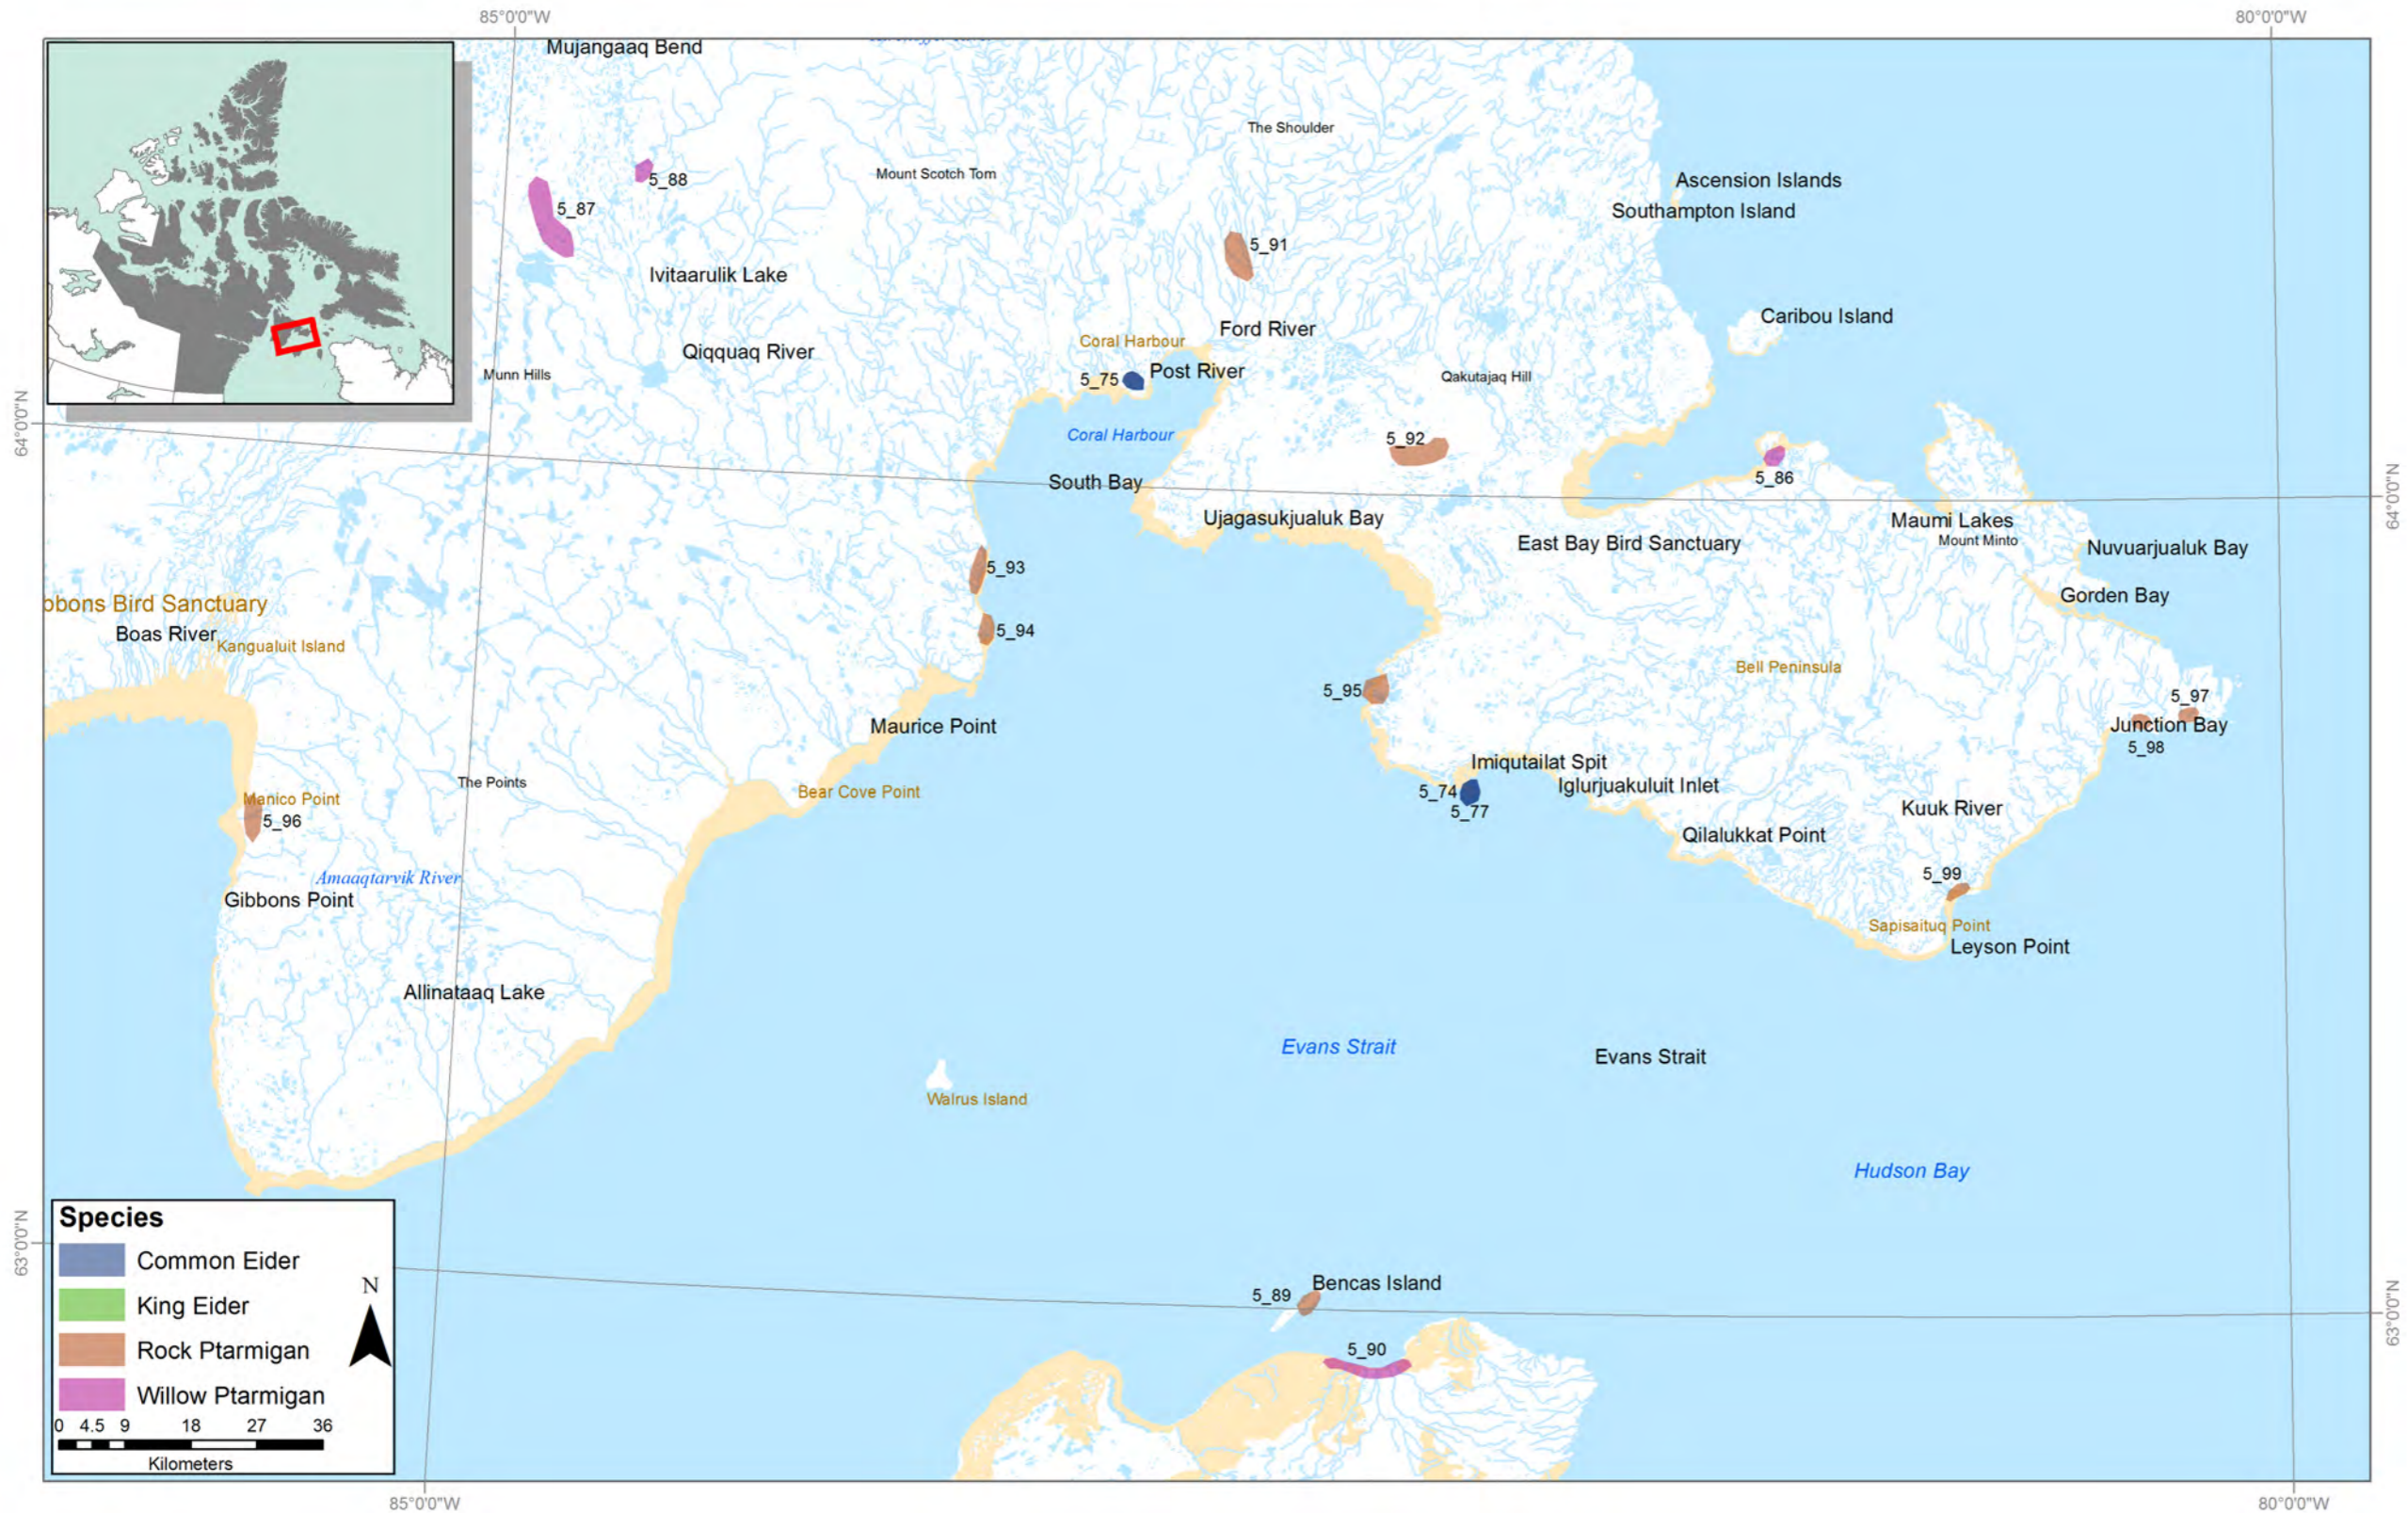 85°0'0"W
80°0'0"W
Mujangaaq Bend
The Shoulder
Mount Scotch Tom
5_88
Ascension Islands
5_87
Southampton Island
5_91
Ivitaarulik Lake
Caribou Island
Ford River
Coral Harbour
Qiqquaq River
Post River
5_75
Munn Hills
Qakutajaq Hill
64°0'0"N
Coral Harbour
5_92
5_86
South Bay
64°0'0"N
Ujagasukjualuk Bay
Maumi Lakes
East Bay Bird Sanctuary
Mount Minto
Nuvuarjualuk Bay
5_93
Gorden Bay
bbons Bird Sanctuary
Boas River
5_94
Kangualuit Island
Bell Peninsula
5_95
5_97
Maurice Point
Junction Bay
5_98
Imiqutailat Spit
The Points
Iglurjuakuluit Inlet
Bear Cove Point
5_74
Manico Point
5_77
Kuuk River
5_96
Qilalukkat Point
Amaaqtarvik River
5_99
Gibbons Point
Sapisaituq Point
Leyson Point
Allinataaq Lake
Evans Strait
Evans Strait
Walrus Island
Hudson Bay
63°0'0"N
Species
Common Eider
King Eider
Rock Ptarmigan
Willow Ptarmigan
N
0 4.5 9 18 27 36
Kilometers
Bencas Island
5_89
63°0'0"N
5_90
85°0'0"W
80°0'0"W